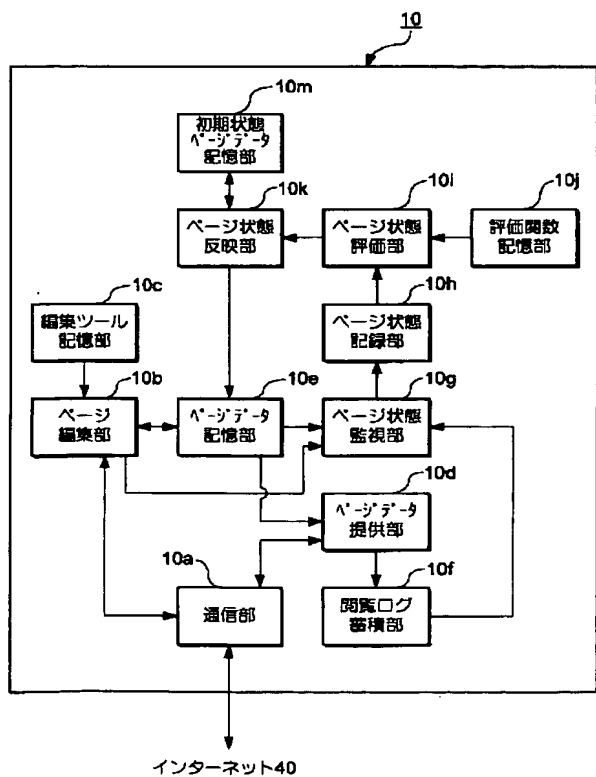 10
10m
初期状態
ページデータ
記憶部
10k
ページ状態
反映部
10i
ページ状態
評価部
10j
評価関数
記憶部
10c
編集ツール
記憶部
10h
ページ状態
記録部
10b
ページ
編集部
10e
ページデータ
記憶部
10g
ページ状態
監視部
10d
ページデータ
提供部
10a
通信部
10f
閲覧ログ
蓄積部
インターネット40